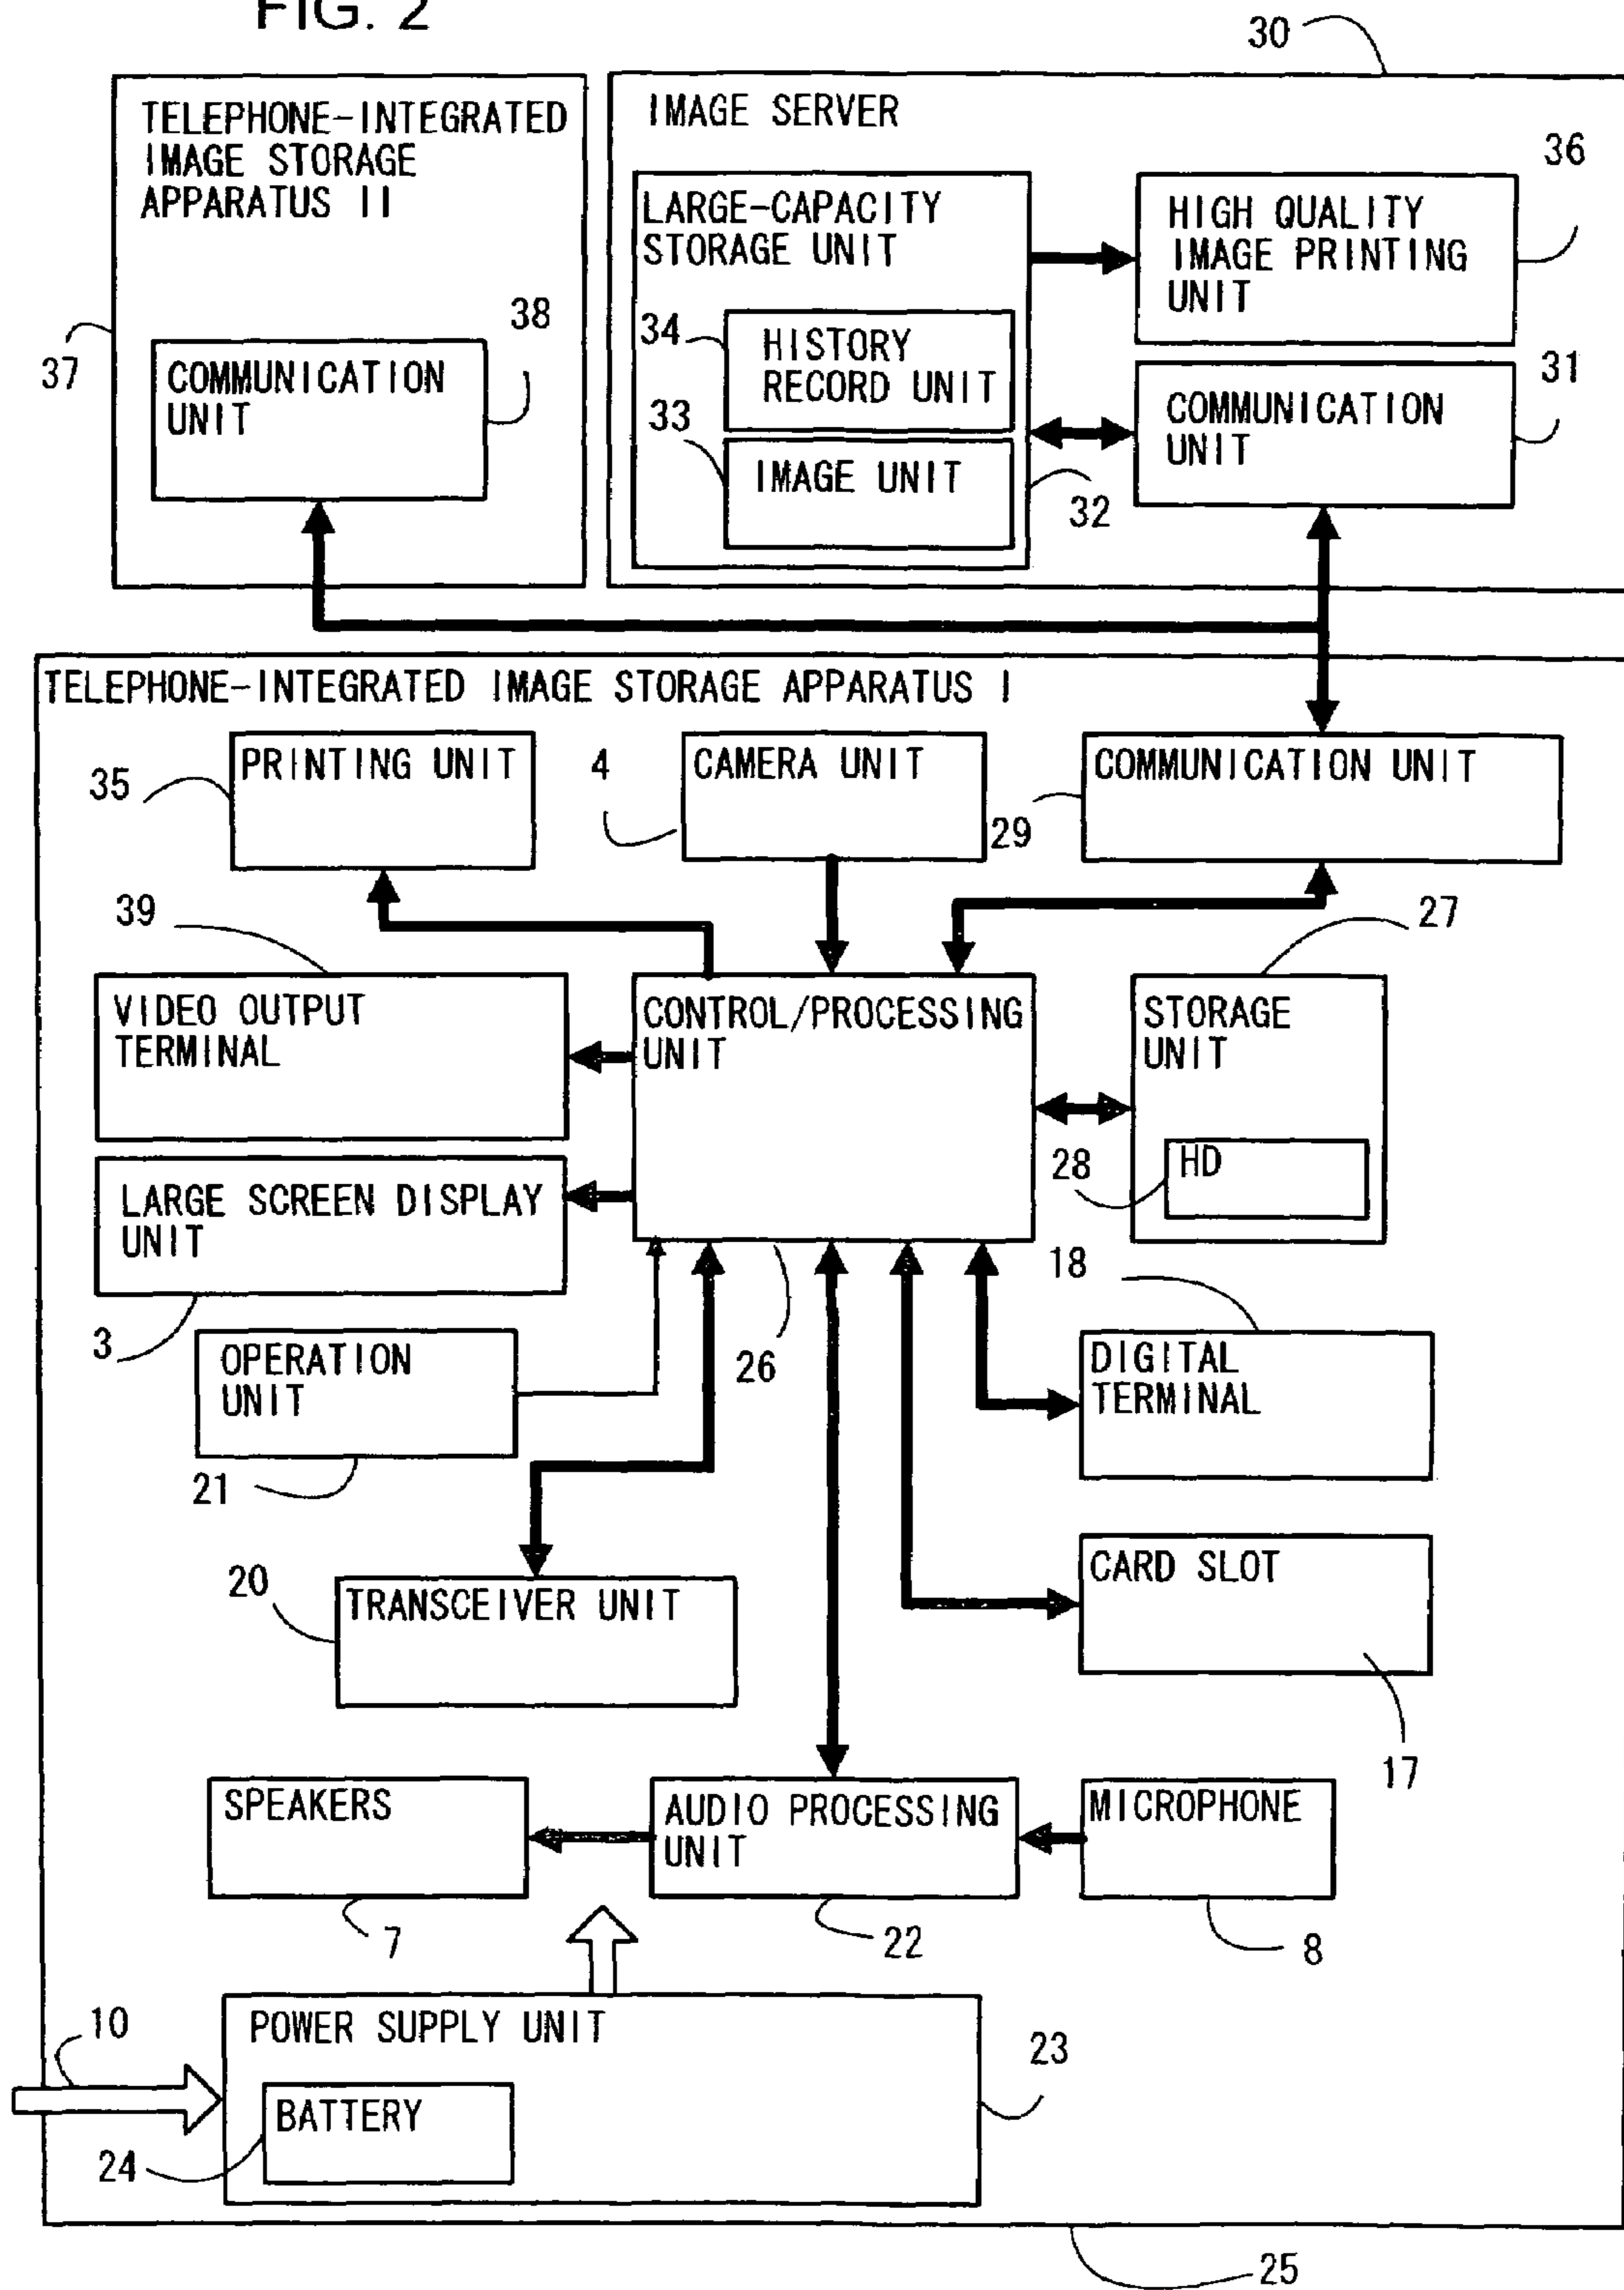 FIG. 2
30
TELEPHONE-INTEGRATED
IMAGE STORAGE
APPARATUS II
37
COMMUNICATION
UNIT
38
IMAGE SERVER
LARGE-CAPACITY
STORAGE UNIT
34
HISTORY
RECORD UNIT
33
IMAGE UNIT
32
36
HIGH QUALITY
IMAGE PRINTING
UNIT
31
COMMUNICATION
UNIT
TELEPHONE-INTEGRATED IMAGE STORAGE APPARATUS I
35
PRINTING UNIT
4
CAMERA UNIT
29
COMMUNICATION UNIT
39
VIDEO OUTPUT
TERMINAL
CONTROL/PROCESSING
UNIT
27
STORAGE
UNIT
28
HD
LARGE SCREEN DISPLAY
UNIT
3
26
18
OPERATION
UNIT
21
DIGITAL
TERMINAL
20
TRANSCEIVER UNIT
CARD SLOT
17
SPEAKERS
7
AUDIO PROCESSING
UNIT
22
MICROPHONE
8
10
POWER SUPPLY UNIT
23
BATTERY
24
25